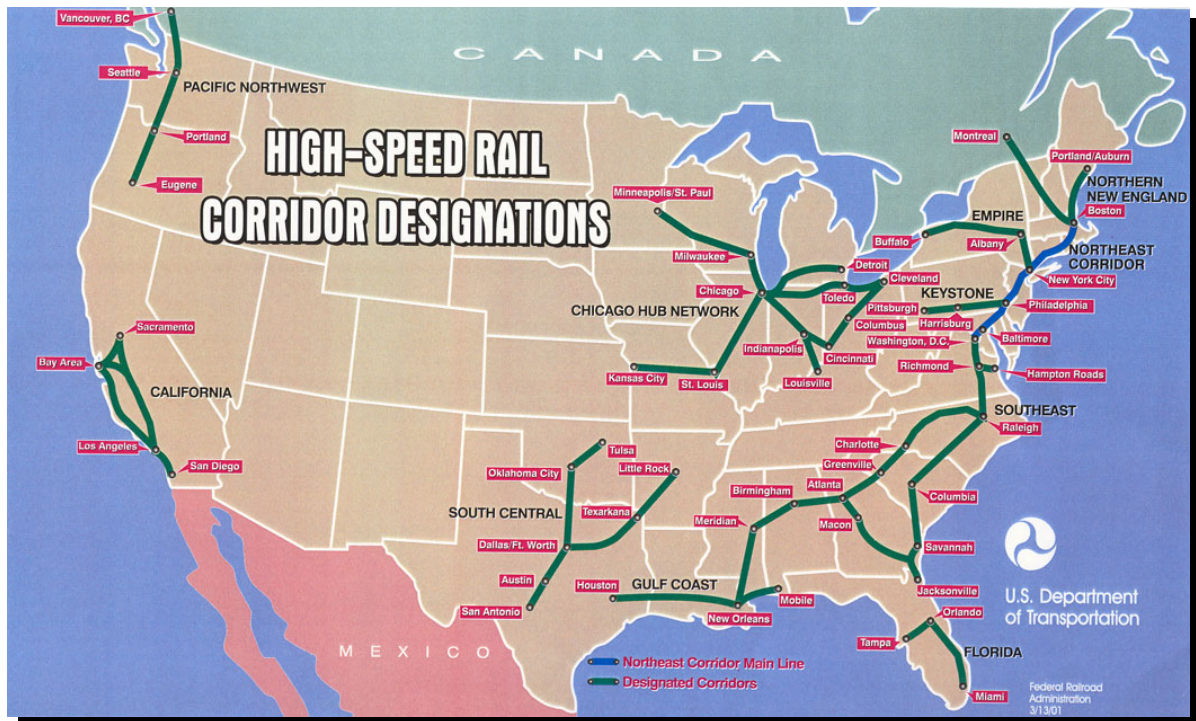 Vancouver, BC
CANADA
Seattle
PACIFIC NORTHWEST
Portland
Eugene
HIGH-SPEED RAIL
CORRIDOR DESIGNATIONS
Montreal
Portland/Auburn
NORTHERN
NEW ENGLAND
Boston
Minneapolis/St. Paul
EMPIRE
Buffalo
Albany
NORTHEAST
CORRIDOR
Milwaukee
Detroit
Cleveland
New York City
Chicago
Toledo
KEYSTONE
Pittsburgh
Philadelphia
CHICAGO HUB NETWORK
Columbus
Harrisburg
Sacramento
Indianapolis
Washington, D.C.
Baltimore
Cincinnati
Bay Area
Richmond
Hampton Roads
Kansas City
St. Louis
Louisville
CALIFORNIA
SOUTHEAST
Raleigh
Los Angeles
Charlotte
Tulsa
San Diego
Oklahoma City
Little Rock
Greenville
Birmingham
Atlanta
Columbia
SOUTH CENTRAL
Texarkana
Meridian
Macon
Dallas/Ft. Worth
Savannah
Austin
Houston
GULF COAST
Jacksonville
U.S. Department
of Transportation
San Antonio
Mobile
New Orleans
Orlando
Tampa
FLORIDA
MEXICO
Northeast Corridor Main Line
Designated Corridors
Miami
Federal Railroad
Administration
3/13/01